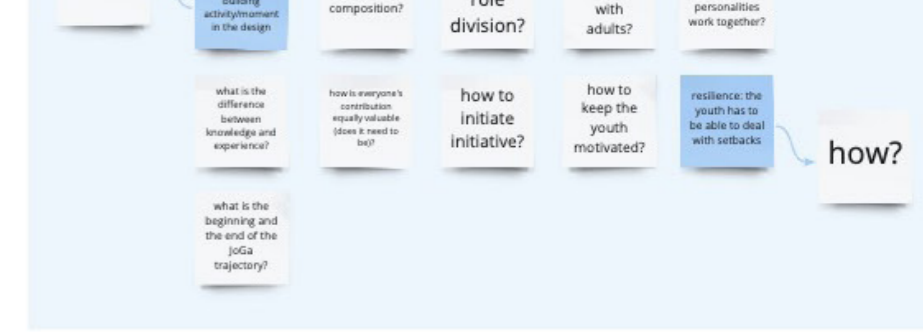 building
activity/moment
in the design
composition?
role
division?
with
adults?
personalities
work together?
what is the
difference
between
knowledge and
experience?
how is everyone's
contribution
equally valuable
(does it need to
be)?
how to
initiate
initiative?
how to
keep the
youth
motivated?
resilience: the
youth has to
be able to deal
with setbacks
how?
what is the
beginning and
the end of the
JoGa
trajectory?